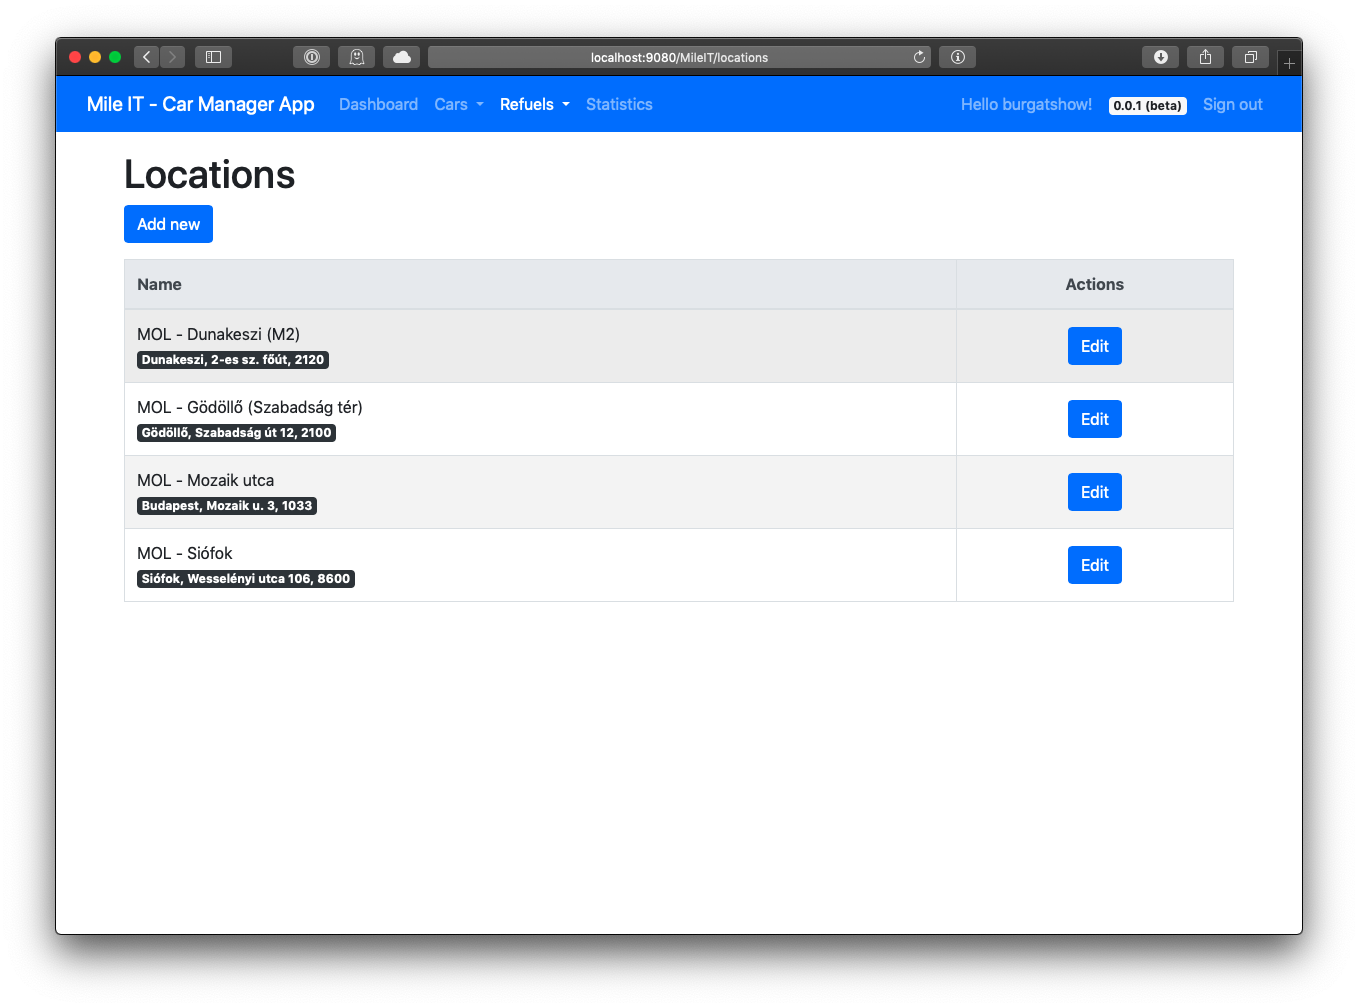 localhost:9080/MileIT/locations
Mile IT - Car Manager App Dashboard Cars Refuels Statistics Hello burgatshow! 0.0.1 (beta) Sign out
Locations
Add new
Name Actions
MOL - Dunakeszi (M2)
Dunakeszi, 2-es sz. főút, 2120
Edit
MOL - Gödöllő (Szabadság tér)
Gödöllő, Szabadság út 12, 2100
Edit
MOL - Mozaik utca
Budapest, Mozaik u. 3, 1033
Edit
MOL - Siófok
Siófok, Wesselényi utca 106, 8600
Edit